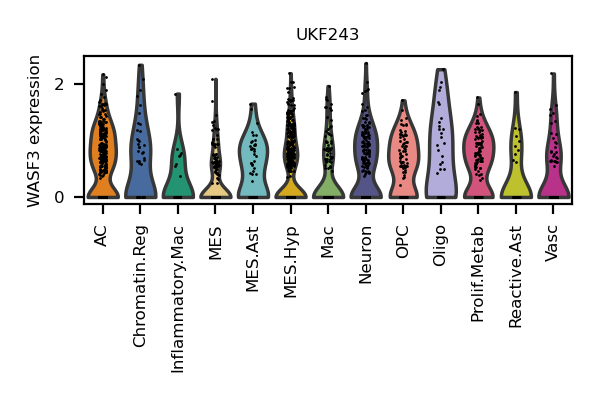 UKF243
WASF3 expression
2
0
AC
Chromatin.Reg
Inflammatory.Mac
MES
MES.Ast
MES.Hyp
Mac
Neuron
OPC
Oligo
Prolif.Metab
Reactive.Ast
Vasc